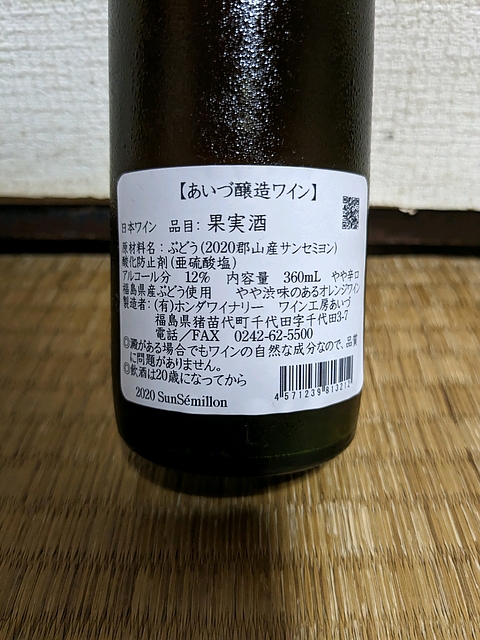 【あいづ醸造ワイン】
日本ワイン 品目: 果実酒
原材料名：ぶどう(2020郡山産サンセミヨン)
酸化防止剤(亜硫酸塩)
アルコール分 12% 内容量 360mL やや辛口
福島県産ぶどう使用 やや渋味のあるオレンジワイン
製造者：(有)ホンダワイナリー ワイン工房あいづ
福島県猪苗代町千代田字千代田3-7
電話／FAX 0242-62-5500
◎澱がある場合でもワインの自然な成分なので、品質
に問題がありません。
◎飲酒は20歳になってから
4571239813212
2020 SunSémillon